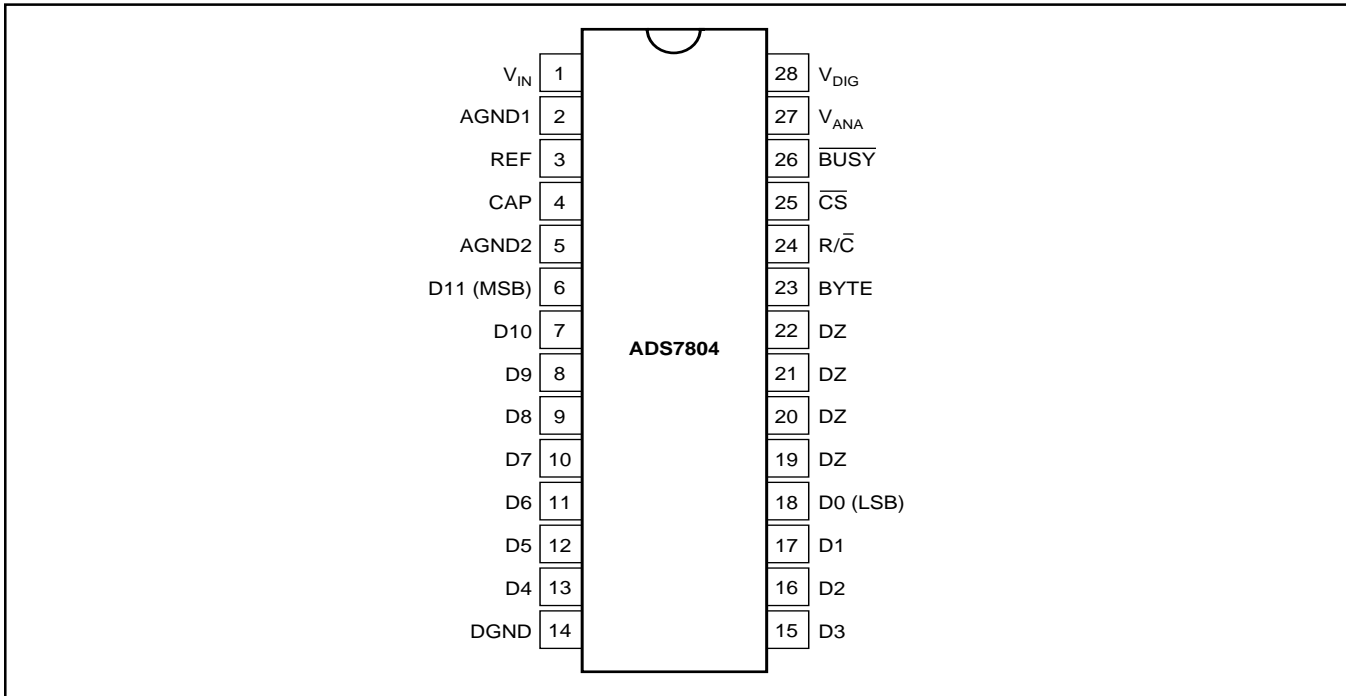 V_IN 1 28 V_DIG
AGND1 2 27 V_ANA
REF 3 26 B̅U̅S̅Y̅
CAP 4 25 C̅S̅
AGND2 5 24 R/C̅
D11 (MSB) 6 23 BYTE
D10 7 22 DZ
ADS7804
D9 8 21 DZ
D8 9 20 DZ
D7 10 19 DZ
D6 11 18 D0 (LSB)
D5 12 17 D1
D4 13 16 D2
DGND 14 15 D3